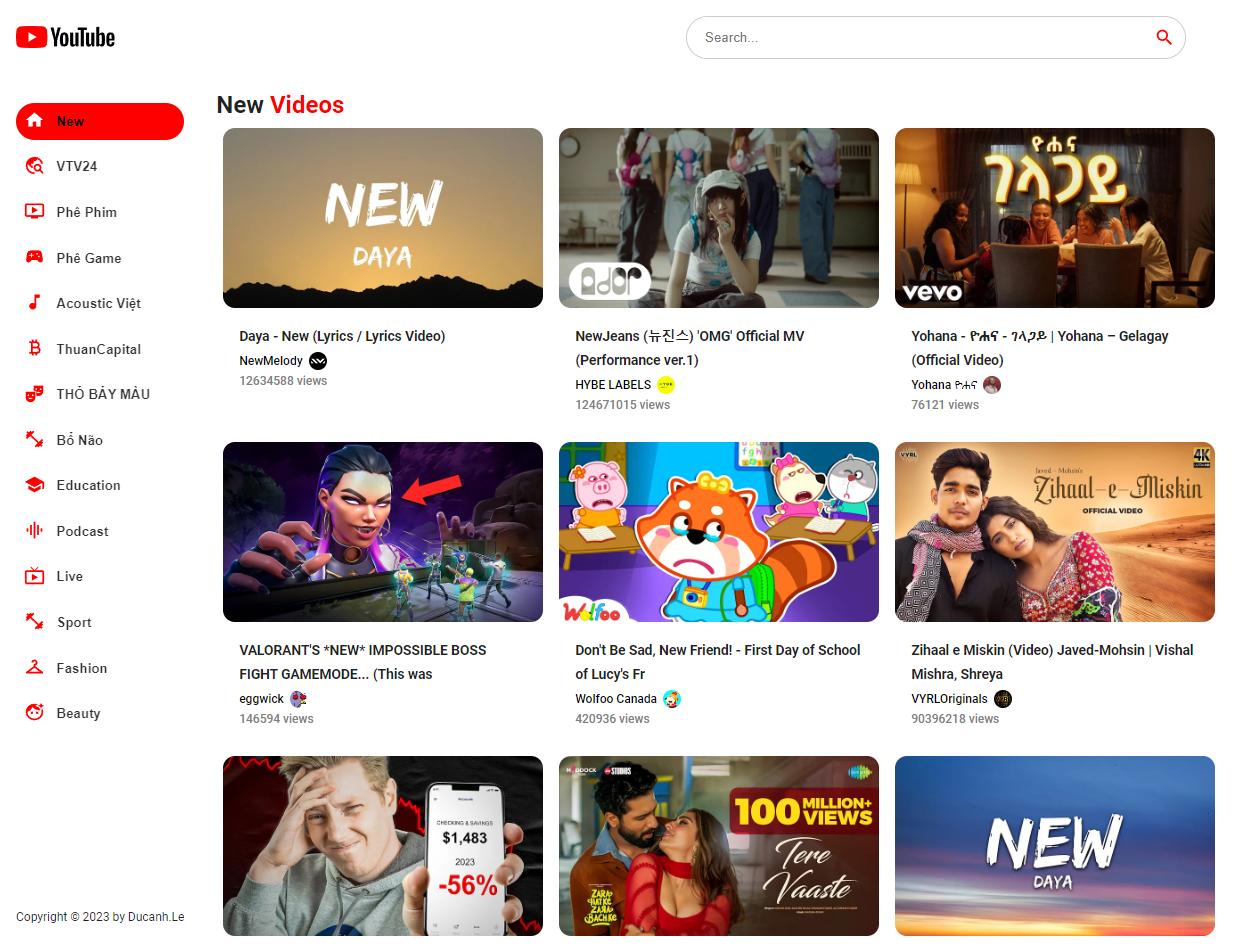 YouTube
Search...
New
VTV24
Phê Phim
Phê Game
Acoustic Việt
ThuanCapital
THỎ BẢY MÀU
Bổ Não
Education
Podcast
Live
Sport
Fashion
Beauty
Copyright © 2023 by Ducanh.Le
New Videos
NEW
DAYA
Daya - New (Lyrics / Lyrics Video)
NewMelody
12634588 views
ador
NewJeans (뉴진스) 'OMG' Official MV
(Performance ver.1)
HYBE LABELS
124671015 views
ዮሐና
ገላጋይ
vevo
Yohana - ዮሐና - ገላጋይ | Yohana – Gelagay
(Official Video)
Yohana ዮሐና
76121 views
VALORANT'S *NEW* IMPOSSIBLE BOSS
FIGHT GAMEMODE... (This was
eggwick
146594 views
Wolfoo
Don't Be Sad, New Friend! - First Day of School
of Lucy's Fr
Wolfoo Canada
420936 views
VYRL
4K
Javed - Mohsin's
Zihaal-e-Miskin
OFFICIAL VIDEO
Zihaal e Miskin (Video) Javed-Mohsin | Vishal
Mishra, Shreya
VYRLOriginals
90396218 views
CHECKING & SAVINGS
$1,483
2023
-56%
MADDOCK
STUDIOS
100 MILLION+
VIEWS
Tere
Vaaste
ZARA
HATKE
ZARA
BACHKE
NEW
DAYA